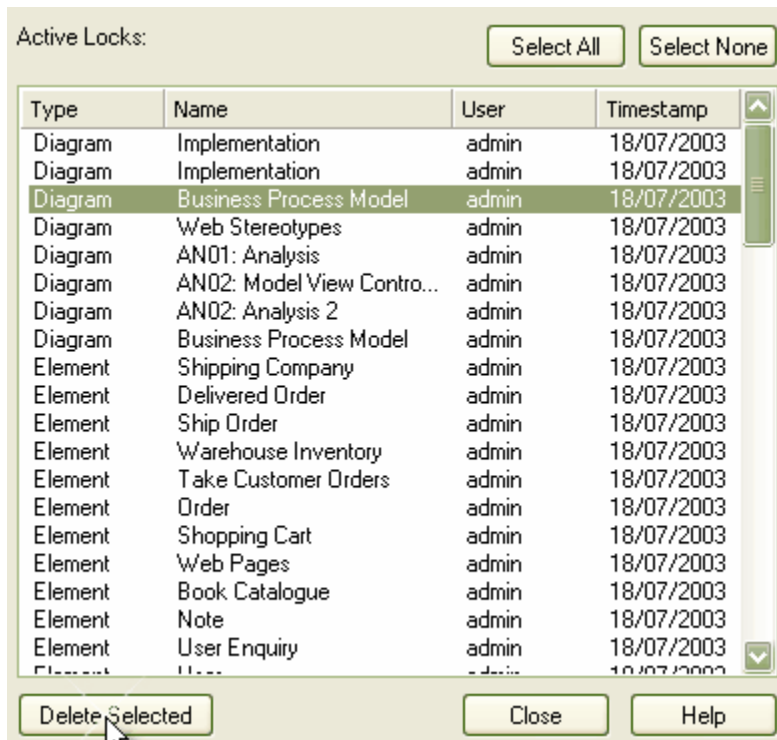 Active Locks: Select All Select None
Type Name User Timestamp
Diagram Implementation admin 18/07/2003
Diagram Implementation admin 18/07/2003
Diagram Business Process Model admin 18/07/2003
Diagram Web Stereotypes admin 18/07/2003
Diagram AN01: Analysis admin 18/07/2003
Diagram AN02: Model View Contro... admin 18/07/2003
Diagram AN02: Analysis 2 admin 18/07/2003
Diagram Business Process Model admin 18/07/2003
Element Shipping Company admin 18/07/2003
Element Delivered Order admin 18/07/2003
Element Ship Order admin 18/07/2003
Element Warehouse Inventory admin 18/07/2003
Element Take Customer Orders admin 18/07/2003
Element Order admin 18/07/2003
Element Shopping Cart admin 18/07/2003
Element Web Pages admin 18/07/2003
Element Book Catalogue admin 18/07/2003
Element Note admin 18/07/2003
Element User Enquiry admin 18/07/2003
Delete Selected Close Help